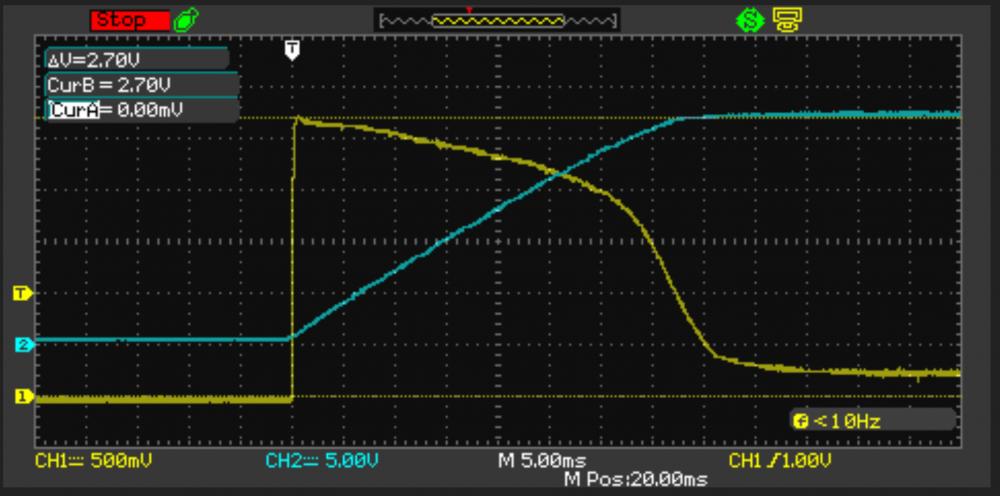 Stop
T
S
ΔV=2.70V
CurB = 2.70V
CurA= 0.00mV
T
2
1
f <10Hz
CH1 500mV CH2 5.00V M 5.00ms CH1 /1.00V
M Pos:20.00ms